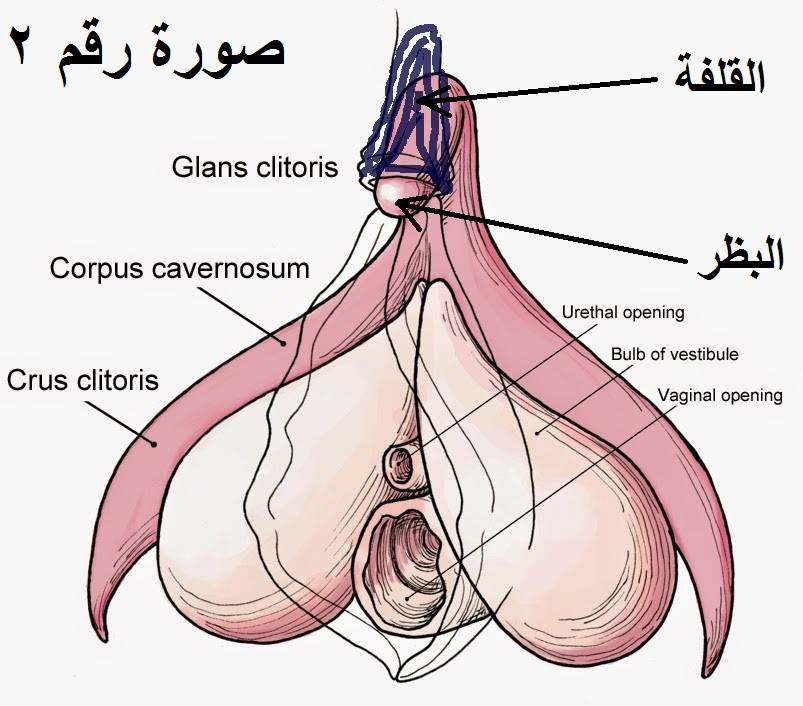 صورة رقم ٢
القلفة
Glans clitoris
البظر
Corpus cavernosum
Urethal opening
Bulb of vestibule
Crus clitoris
Vaginal opening